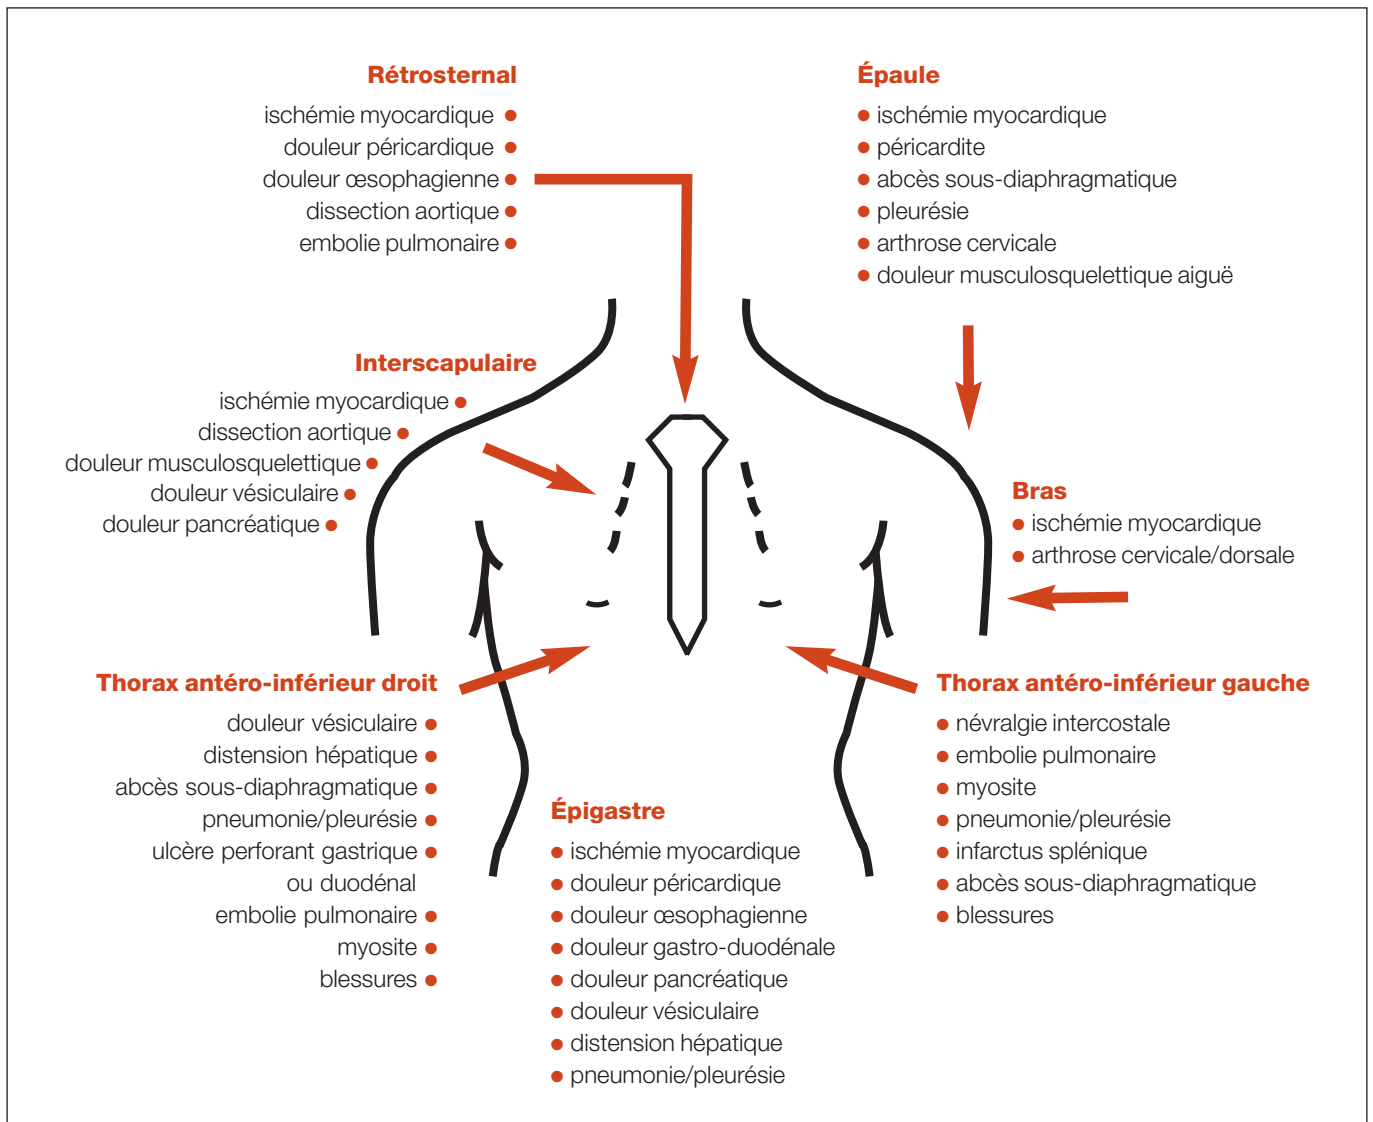 Rétrosternal
ischémie myocardique
douleur péricardique
douleur œsophagienne
dissection aortique
embolie pulmonaire
Épaule
ischémie myocardique
péricardite
abcès sous-diaphragmatique
pleurésie
arthrose cervicale
douleur musculosquelettique aiguë
Interscapulaire
ischémie myocardique
dissection aortique
douleur musculosquelettique
douleur vésiculaire
douleur pancréatique
Bras
ischémie myocardique
arthrose cervicale/dorsale
Thorax antéro-inférieur droit
douleur vésiculaire
distension hépatique
abcès sous-diaphragmatique
pneumonie/pleurésie
ulcère perforant gastrique
ou duodénal
embolie pulmonaire
myosite
blessures
Épigastre
ischémie myocardique
douleur péricardique
douleur œsophagienne
douleur gastro-duodénale
douleur pancréatique
douleur vésiculaire
distension hépatique
pneumonie/pleurésie
Thorax antéro-inférieur gauche
névralgie intercostale
embolie pulmonaire
myosite
pneumonie/pleurésie
infarctus splénique
abcès sous-diaphragmatique
blessures